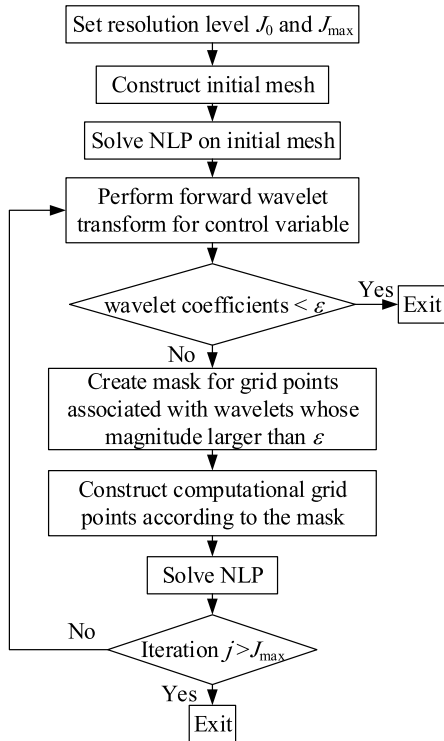 Set resolution level J₀ and Jmax
Construct initial mesh
Solve NLP on initial mesh
Perform forward wavelet
transform for control variable
wavelet coefficients < ε
Yes
Exit
No
Create mask for grid points
associated with wavelets whose
magnitude larger than ε
Construct computational grid
points according to the mask
Solve NLP
No
Iteration j>Jmax
Yes
Exit